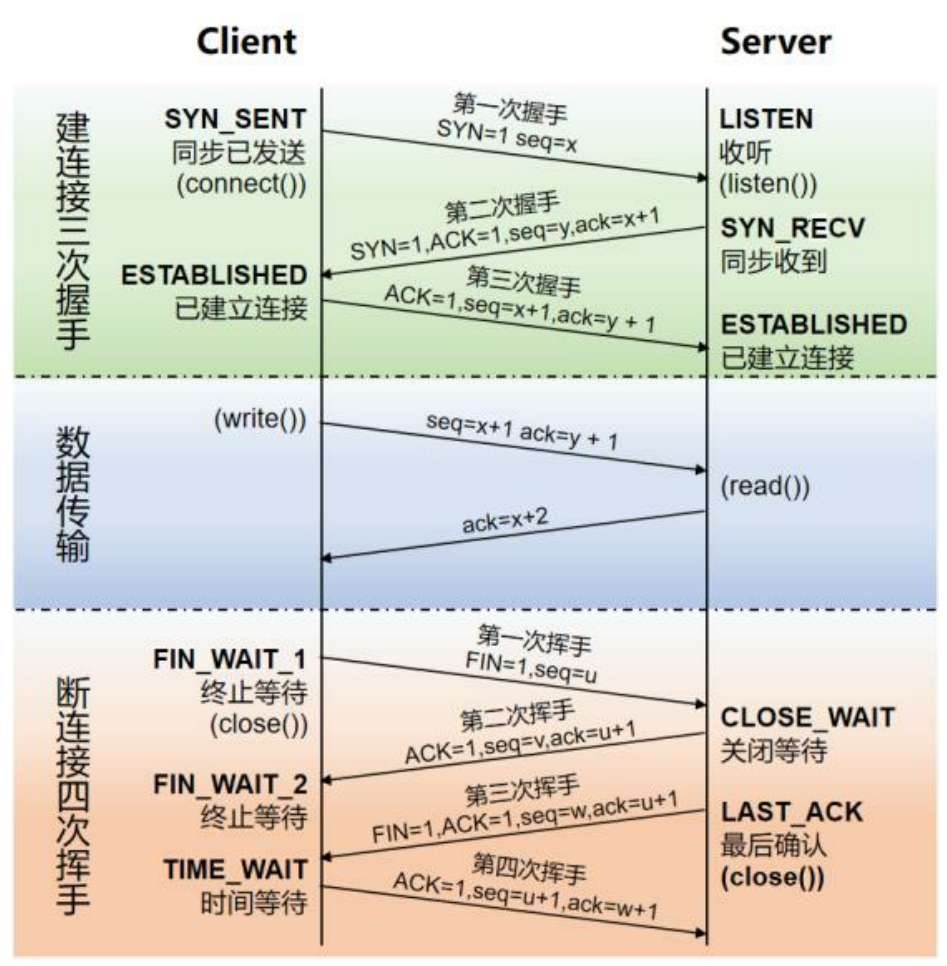 Client
Server
建连接三次握手
SYN_SENT
同步已发送
(connect())
第一次握手
SYN=1 seq=x
LISTEN
收听
(listen())
第二次握手
SYN=1,ACK=1,seq=y,ack=x+1
SYN_RECV
同步收到
ESTABLISHED
已建立连接
第三次握手
ACK=1,seq=x+1,ack=y + 1
ESTABLISHED
已建立连接
数据传输
(write())
seq=x+1 ack=y + 1
(read())
ack=x+2
断连接四次挥手
FIN_WAIT_1
终止等待
(close())
第一次挥手
FIN=1,seq=u
CLOSE_WAIT
关闭等待
第二次挥手
ACK=1,seq=v,ack=u+1
FIN_WAIT_2
终止等待
第三次挥手
FIN=1,ACK=1,seq=w,ack=u+1
LAST_ACK
最后确认
(close())
TIME_WAIT
时间等待
第四次挥手
ACK=1,seq=u+1,ack=w+1